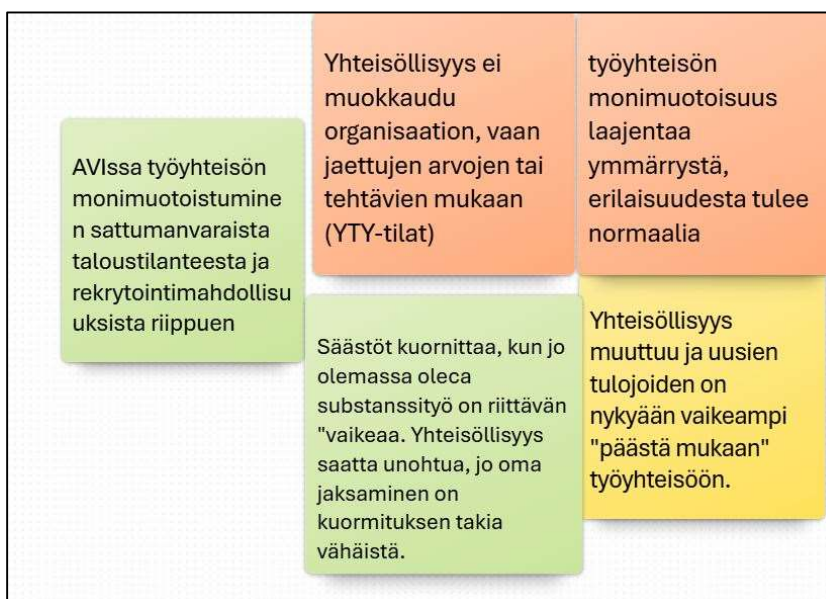 AVIssa työyhteisön
monimuotoistumine
n sattumanvaraista
taloustilanteesta ja
rekrytointimahdollisu
uksista riippuen
Yhteisöllisyys ei
muokkaudu
organisaation, vaan
jaettujen arvojen tai
tehtävien mukaan
(YTY-tilat)
työyhteisön
monimuotoisuus
laajentaa
ymmärrystä,
erilaisuudesta tulee
normaalia
Säästöt kuornittaa, kun jo
olemassa oleca
substanssityö on riittävän
"vaikeaa. Yhteisöllisyys
saatta unohtua, jo oma
jaksaminen on
kuormituksen takia
vähäistä.
Yhteisöllisyys
muuttuu ja uusien
tulojoiden on
nykyään vaikeampi
"päästä mukaan"
työyhteisöön.